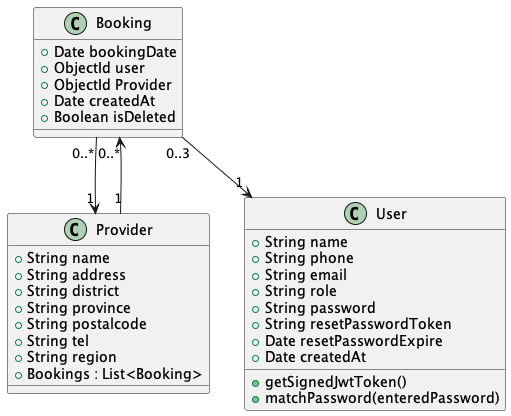 C Booking
Date bookingDate
ObjectId user
ObjectId Provider
Date createdAt
Boolean isDeleted
0..* 0..* 0..3
1 1 1
C Provider
String name
String address
String district
String province
String postalcode
String tel
String region
Bookings : List<Booking>
C User
String name
String phone
String email
String role
String password
String resetPasswordToken
Date resetPasswordExpire
Date createdAt
getSignedJwtToken()
matchPassword(enteredPassword)